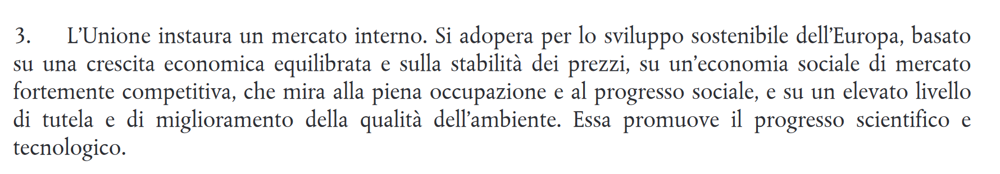 3. L’Unione instaura un mercato interno. Si adopera per lo sviluppo sostenibile dell’Europa, basato
su una crescita economica equilibrata e sulla stabilità dei prezzi, su un’economia sociale di mercato
fortemente competitiva, che mira alla piena occupazione e al progresso sociale, e su un elevato livello
di tutela e di miglioramento della qualità dell’ambiente. Essa promuove il progresso scientifico e
tecnologico.